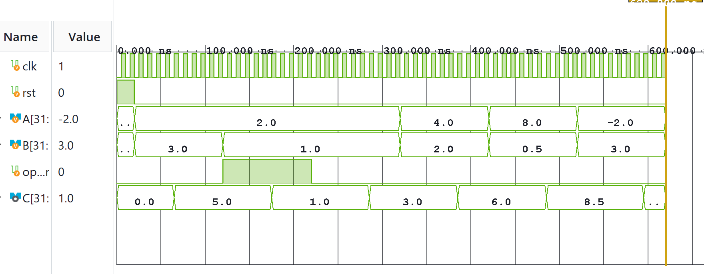 Name Value
0.000 ns 100.000 ns 200.000 ns 300.000 ns 400.000 ns 500.000 ns 600.000
clk 1
rst 0
A[31: -2.0 .. 2.0 4.0 8.0 -2.0
B[31: 3.0 .. 3.0 1.0 2.0 0.5 3.0
op...r 0
C[31: 1.0 0.0 5.0 1.0 3.0 6.0 8.5 ..